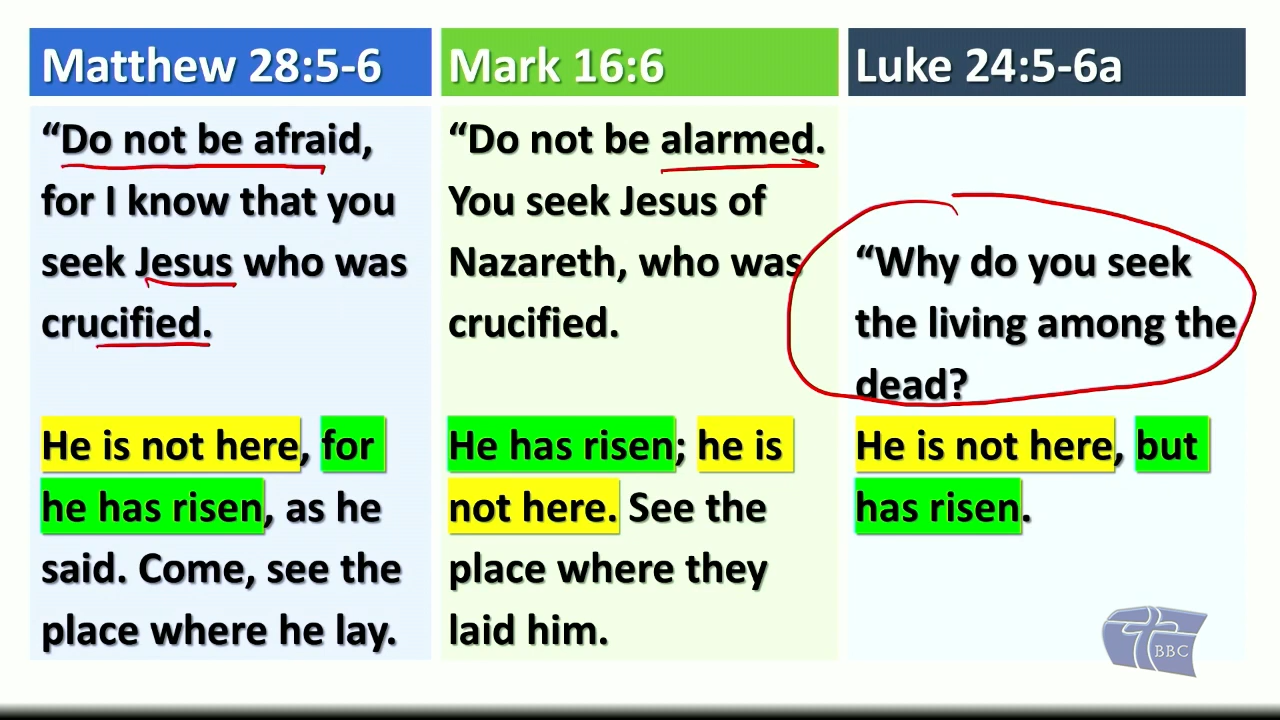 Matthew 28:5-6
“Do not be afraid,
for I know that you
seek Jesus who was
crucified.
He is not here, for
he has risen, as he
said. Come, see the
place where he lay.
Mark 16:6
“Do not be alarmed.
You seek Jesus of
Nazareth, who was
crucified.
He has risen; he is
not here. See the
place where they
laid him.
Luke 24:5-6a
“Why do you seek
the living among the
dead?
He is not here, but
has risen.
BBC